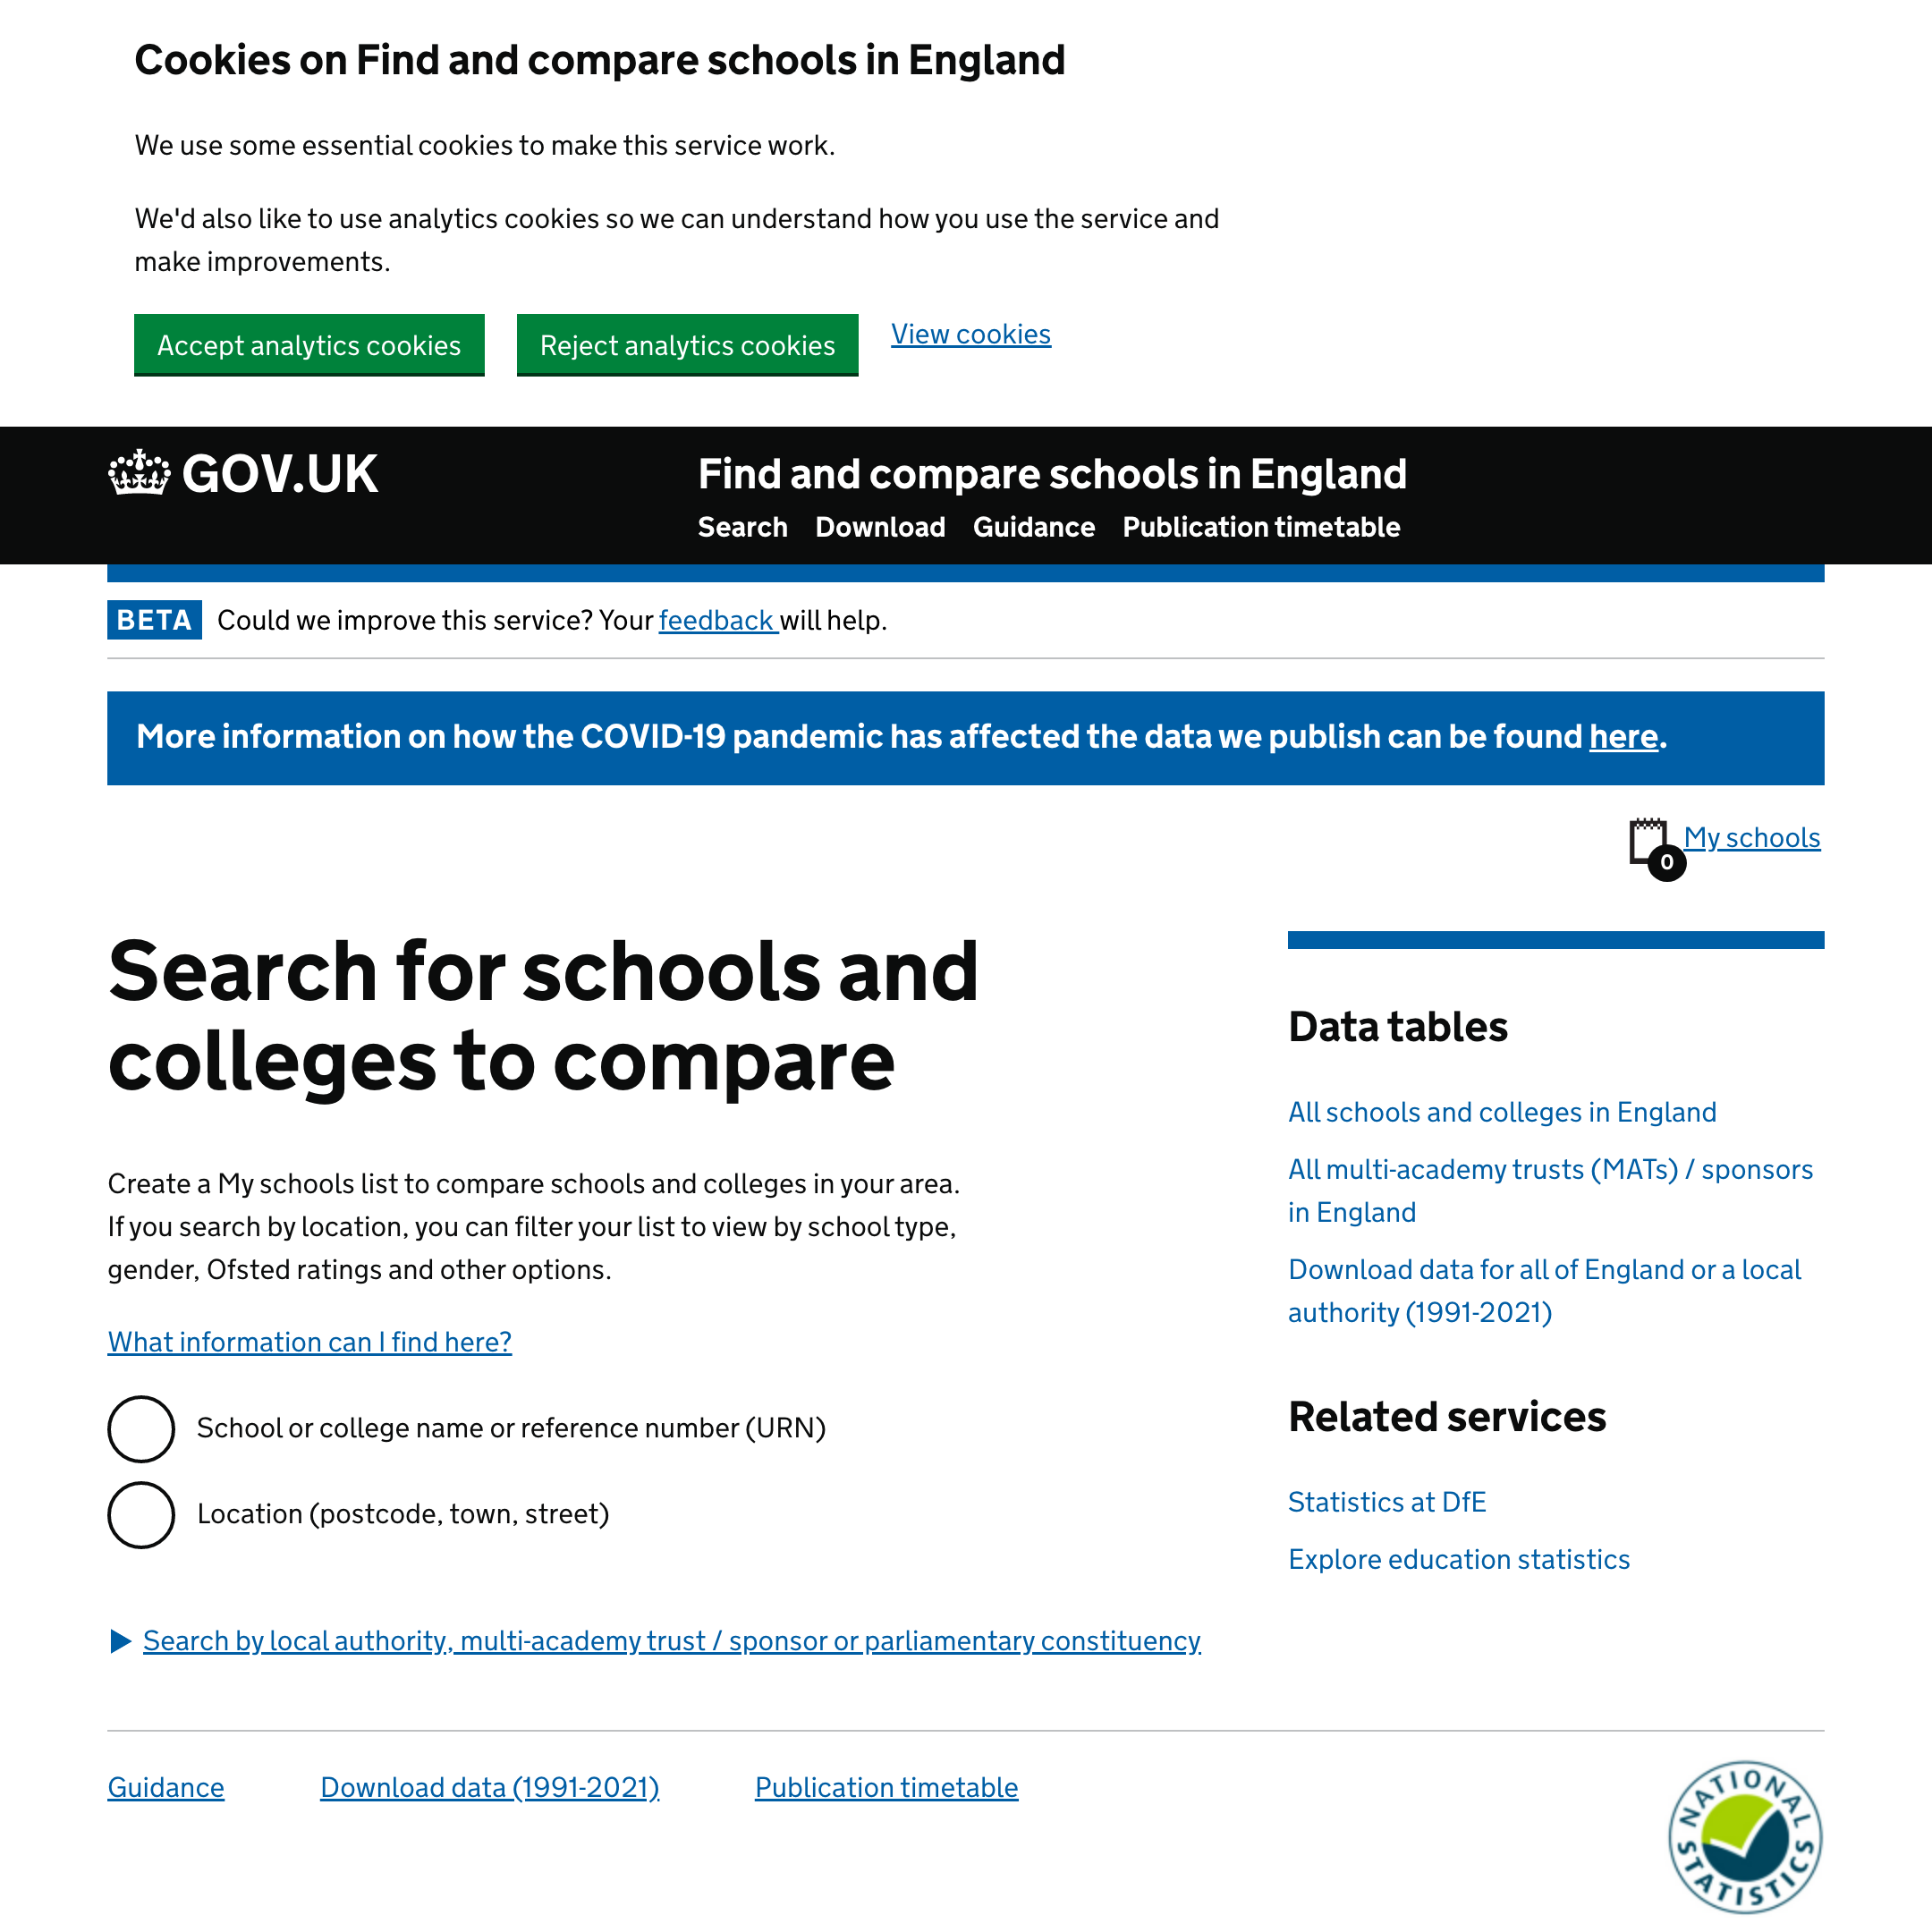 Cookies on Find and compare schools in England
We use some essential cookies to make this service work.
We'd also like to use analytics cookies so we can understand how you use the service and
make improvements.
Accept analytics cookies
Reject analytics cookies
View cookies
GOV.UK
Find and compare schools in England
Search Download Guidance Publication timetable
BETA Could we improve this service? Your feedback will help.
More information on how the COVID-19 pandemic has affected the data we publish can be found here.
0 My schools
Search for schools and
colleges to compare
Create a My schools list to compare schools and colleges in your area.
If you search by location, you can filter your list to view by school type,
gender, Ofsted ratings and other options.
What information can I find here?
School or college name or reference number (URN)
Location (postcode, town, street)
Search by local authority, multi-academy trust / sponsor or parliamentary constituency
Data tables
All schools and colleges in England
All multi-academy trusts (MATs) / sponsors
in England
Download data for all of England or a local
authority (1991-2021)
Related services
Statistics at DfE
Explore education statistics
Guidance
Download data (1991-2021)
Publication timetable
NATIONAL
STATISTICS